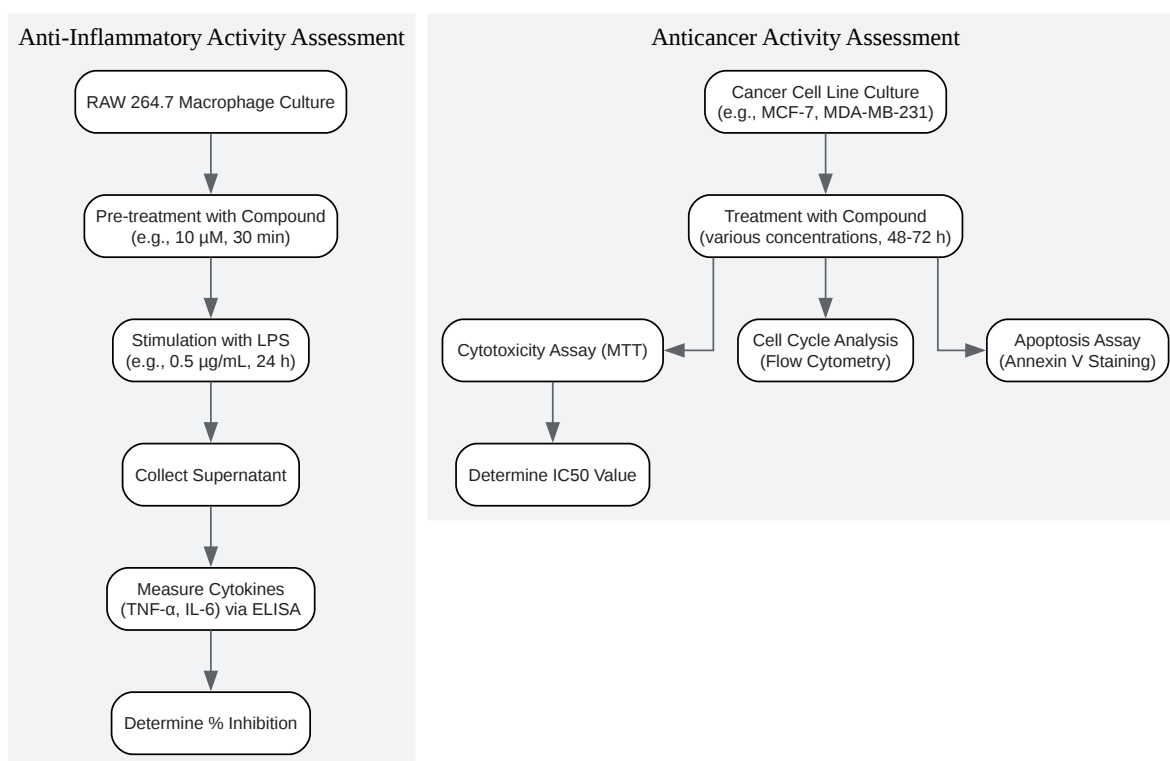 Anti-Inflammatory Activity Assessment
RAW 264.7 Macrophage Culture
Pre-treatment with Compound
(e.g., 10 µM, 30 min)
Stimulation with LPS
(e.g., 0.5 µg/mL, 24 h)
Collect Supernatant
Measure Cytokines
(TNF-α, IL-6) via ELISA
Determine % Inhibition
Anticancer Activity Assessment
Cancer Cell Line Culture
(e.g., MCF-7, MDA-MB-231)
Treatment with Compound
(various concentrations, 48-72 h)
Cytotoxicity Assay (MTT)
Cell Cycle Analysis
(Flow Cytometry)
Apoptosis Assay
(Annexin V Staining)
Determine IC50 Value